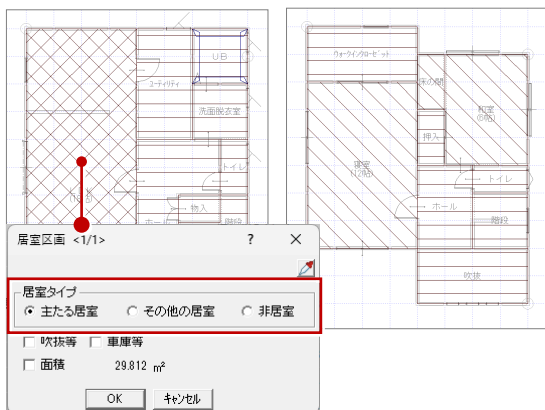 UB
ユーティリティ
洗面脱衣室
トイレ
物入
ホール
階段
ウォークインクローゼット
床の間
和室
(6帖)
押入
寝室
(12帖)
トイレ
ホール
階段
吹抜
居室区画 <1/1>
? ×
居室タイプ
主たる居室 その他の居室 非居室
吹抜等 車庫等
面積 29.812 m²
OK キャンセル